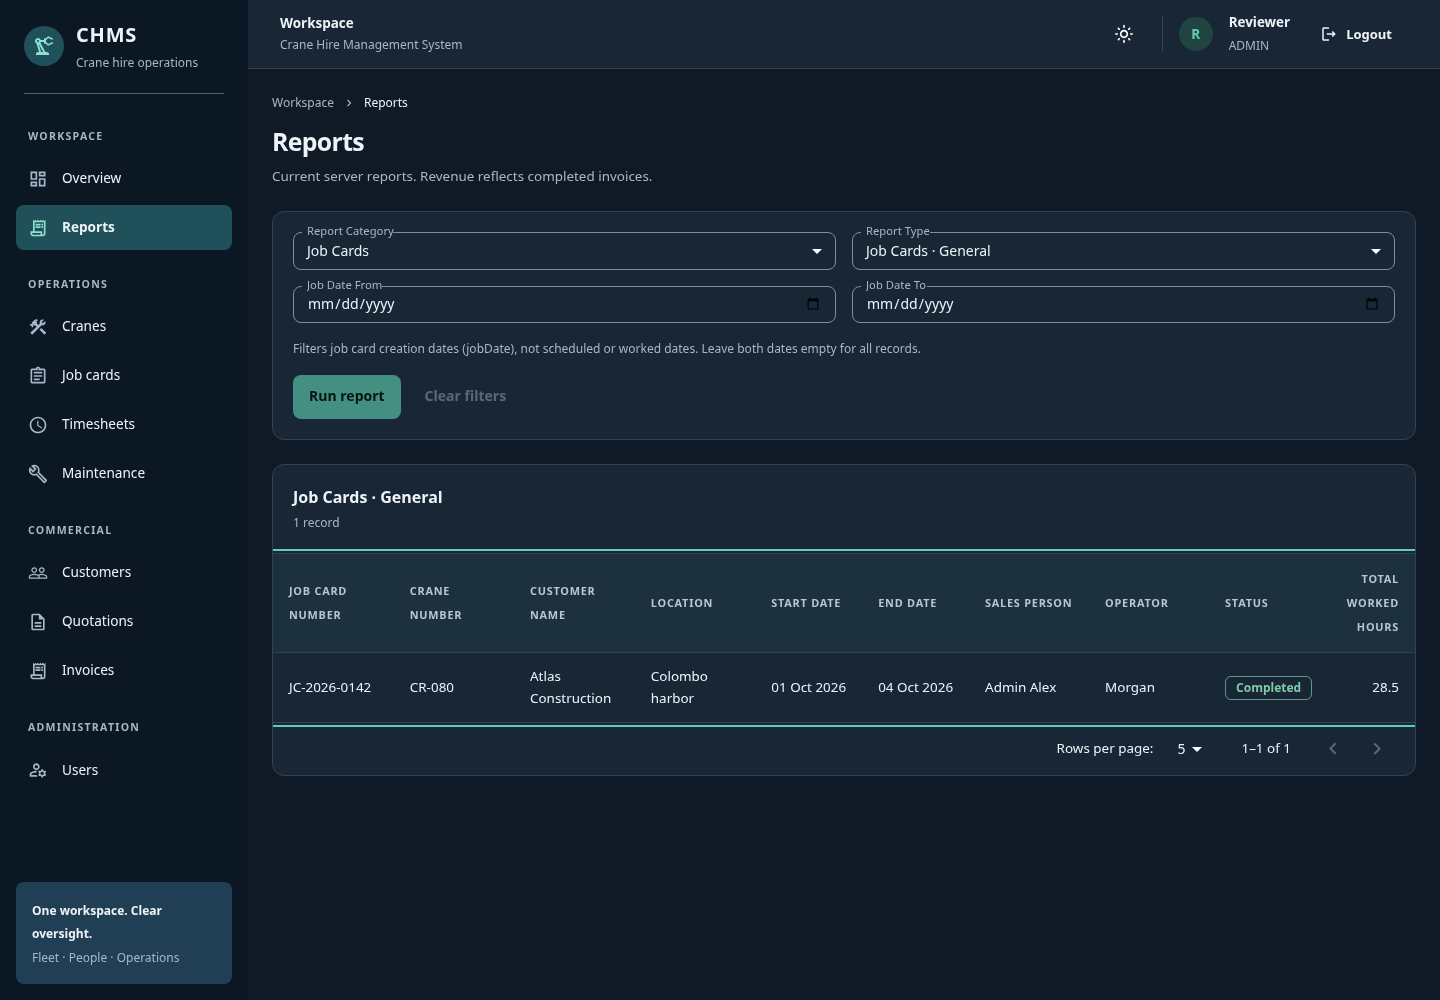 CHMS
Crane hire operations
WORKSPACE
Overview
Reports
OPERATIONS
Cranes
Job cards
Timesheets
Maintenance
COMMERCIAL
Customers
Quotations
Invoices
ADMINISTRATION
Users
One workspace. Clear
oversight.
Fleet · People · Operations
Workspace
Crane Hire Management System
R
Reviewer
ADMIN
Logout
Workspace
Reports
Reports
Current server reports. Revenue reflects completed invoices.
Report Category
Job Cards
Report Type
Job Cards · General
Job Date From
mm/dd/yyyy
Job Date To
mm/dd/yyyy
Filters job card creation dates (jobDate), not scheduled or worked dates. Leave both dates empty for all records.
Run report
Clear filters
Job Cards · General
1 record
JOB CARD
NUMBER
CRANE
NUMBER
CUSTOMER
NAME
LOCATION
START DATE
END DATE
SALES PERSON
OPERATOR
STATUS
TOTAL
WORKED
HOURS
JC-2026-0142
CR-080
Atlas
Construction
Colombo
harbor
01 Oct 2026
04 Oct 2026
Admin Alex
Morgan
Completed
28.5
Rows per page:
5
1–1 of 1